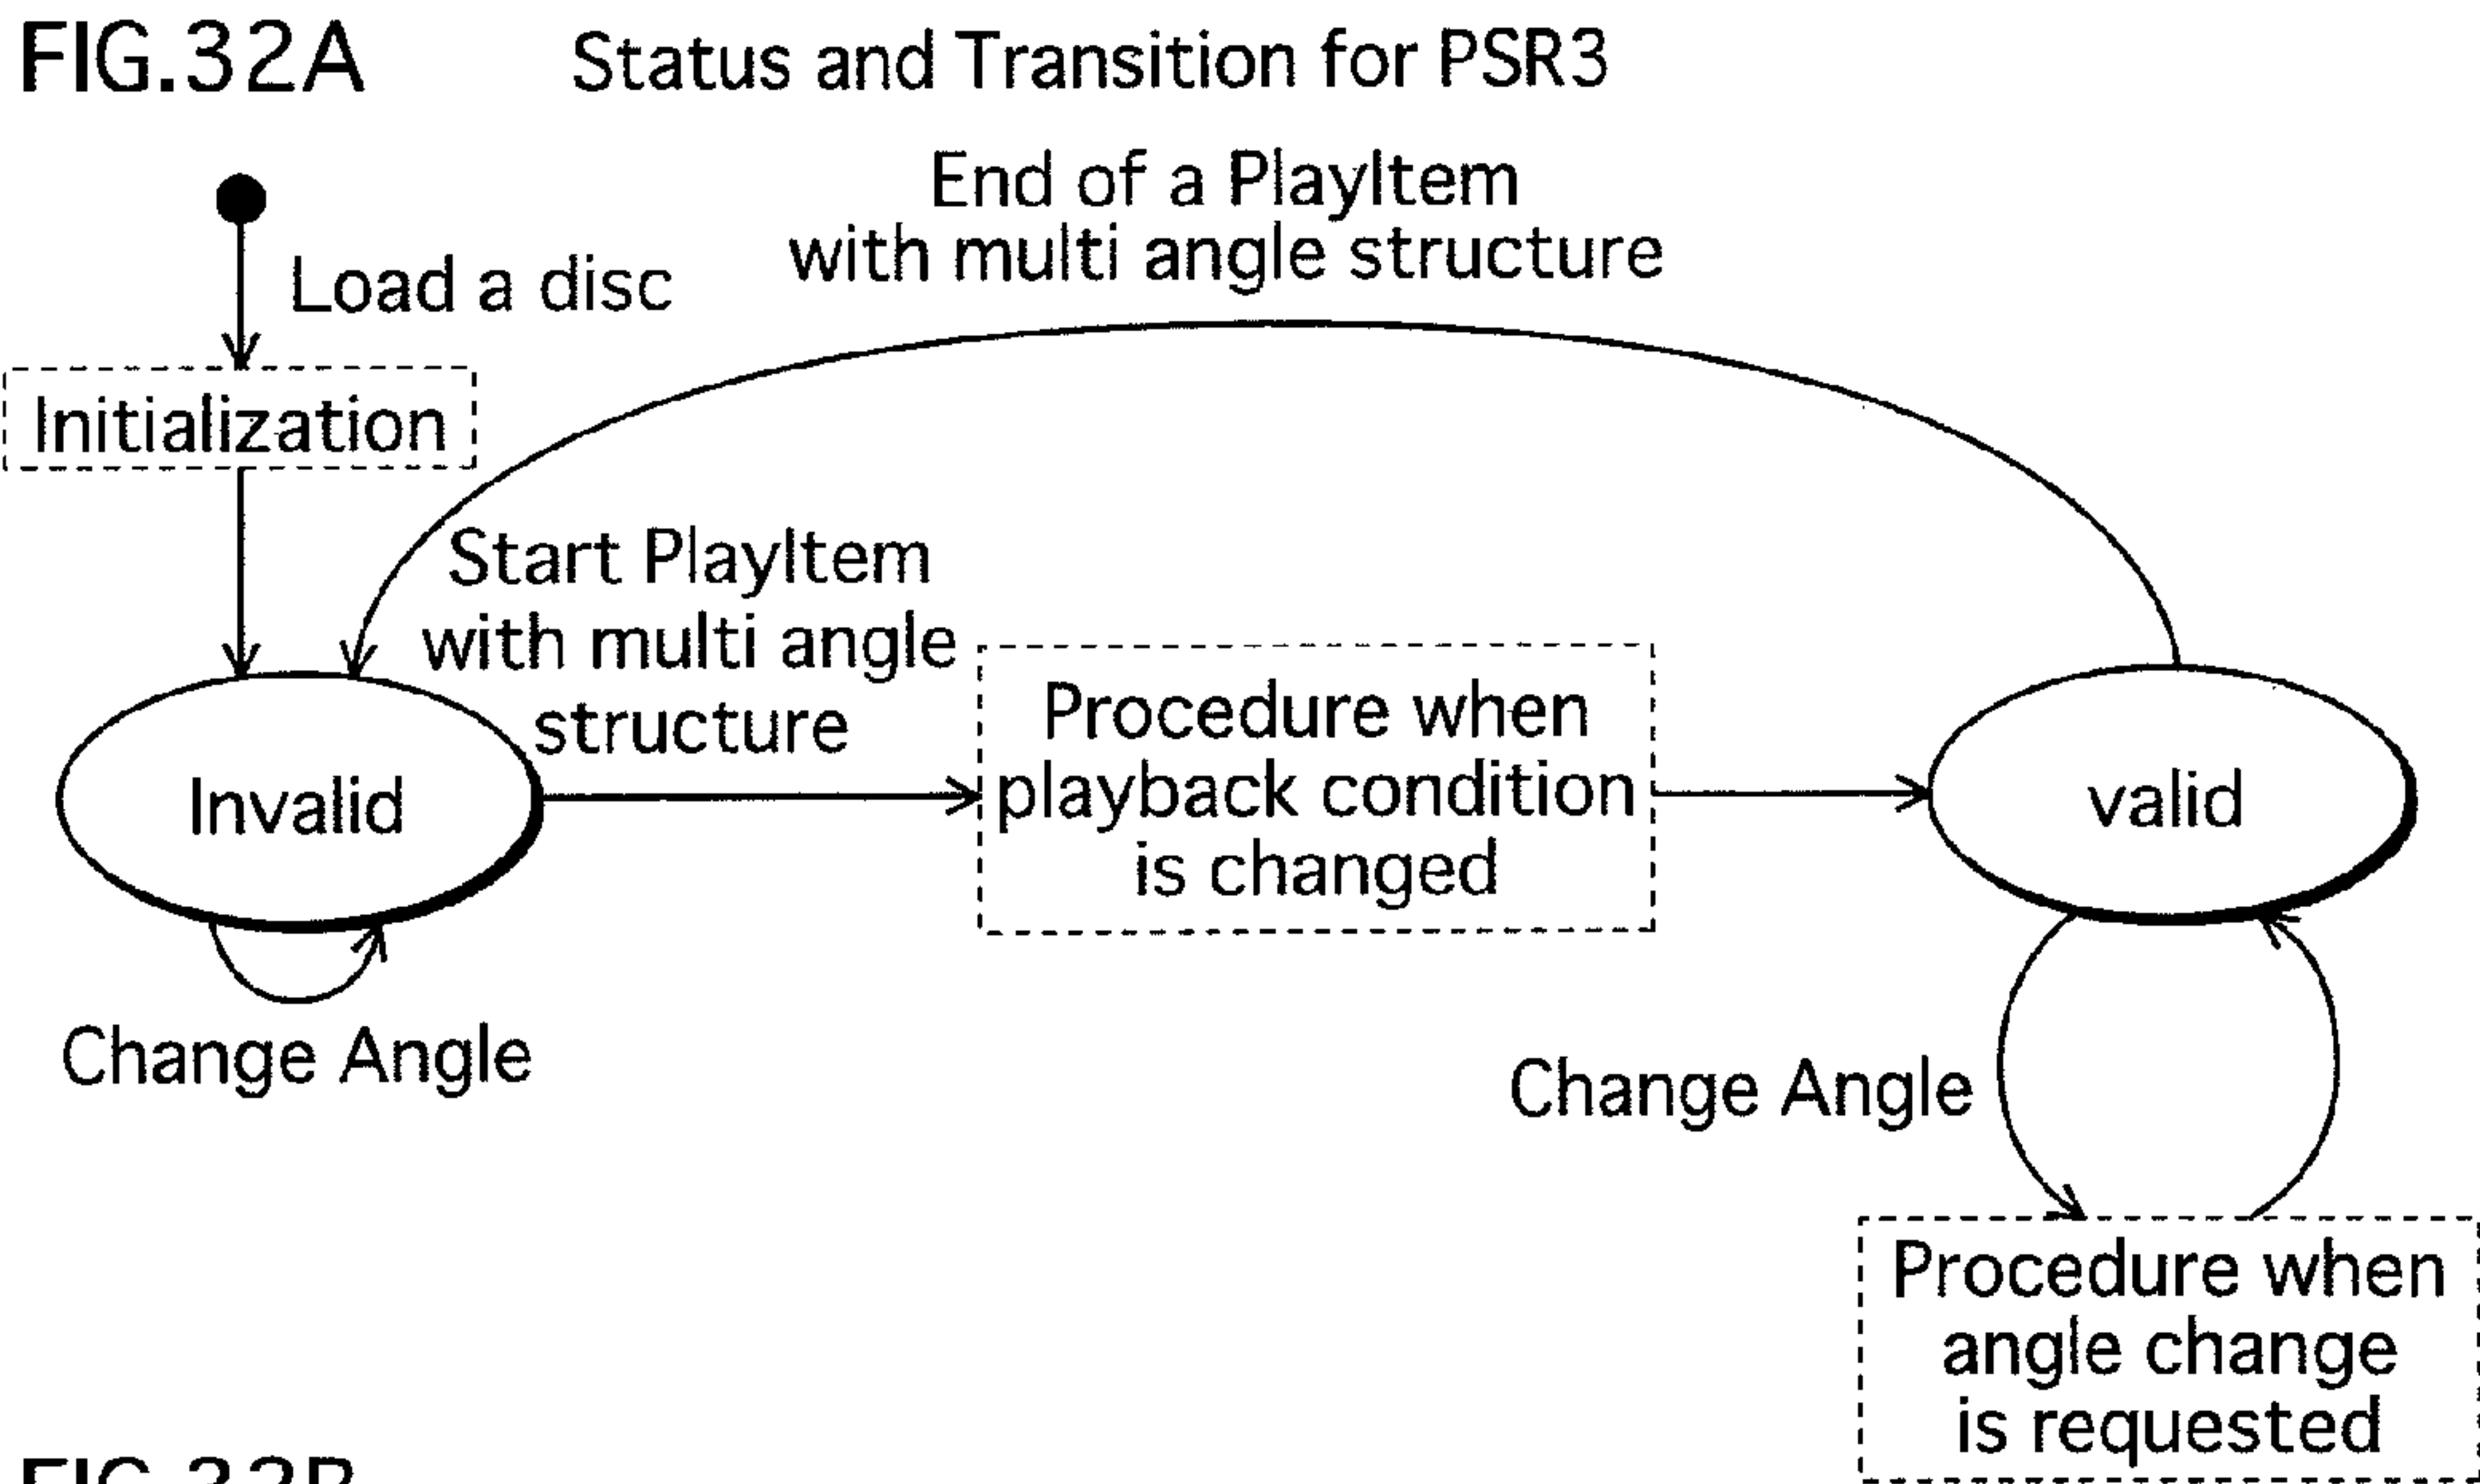 FIG.32A
Status and Transition for PSR3
End of a PlayItem
with multi angle structure
Load a disc
Initialization
Start PlayItem
with multi angle
structure
Procedure when
playback condition
is changed
Invalid
valid
Change Angle
Change Angle
Procedure when
angle change
is requested